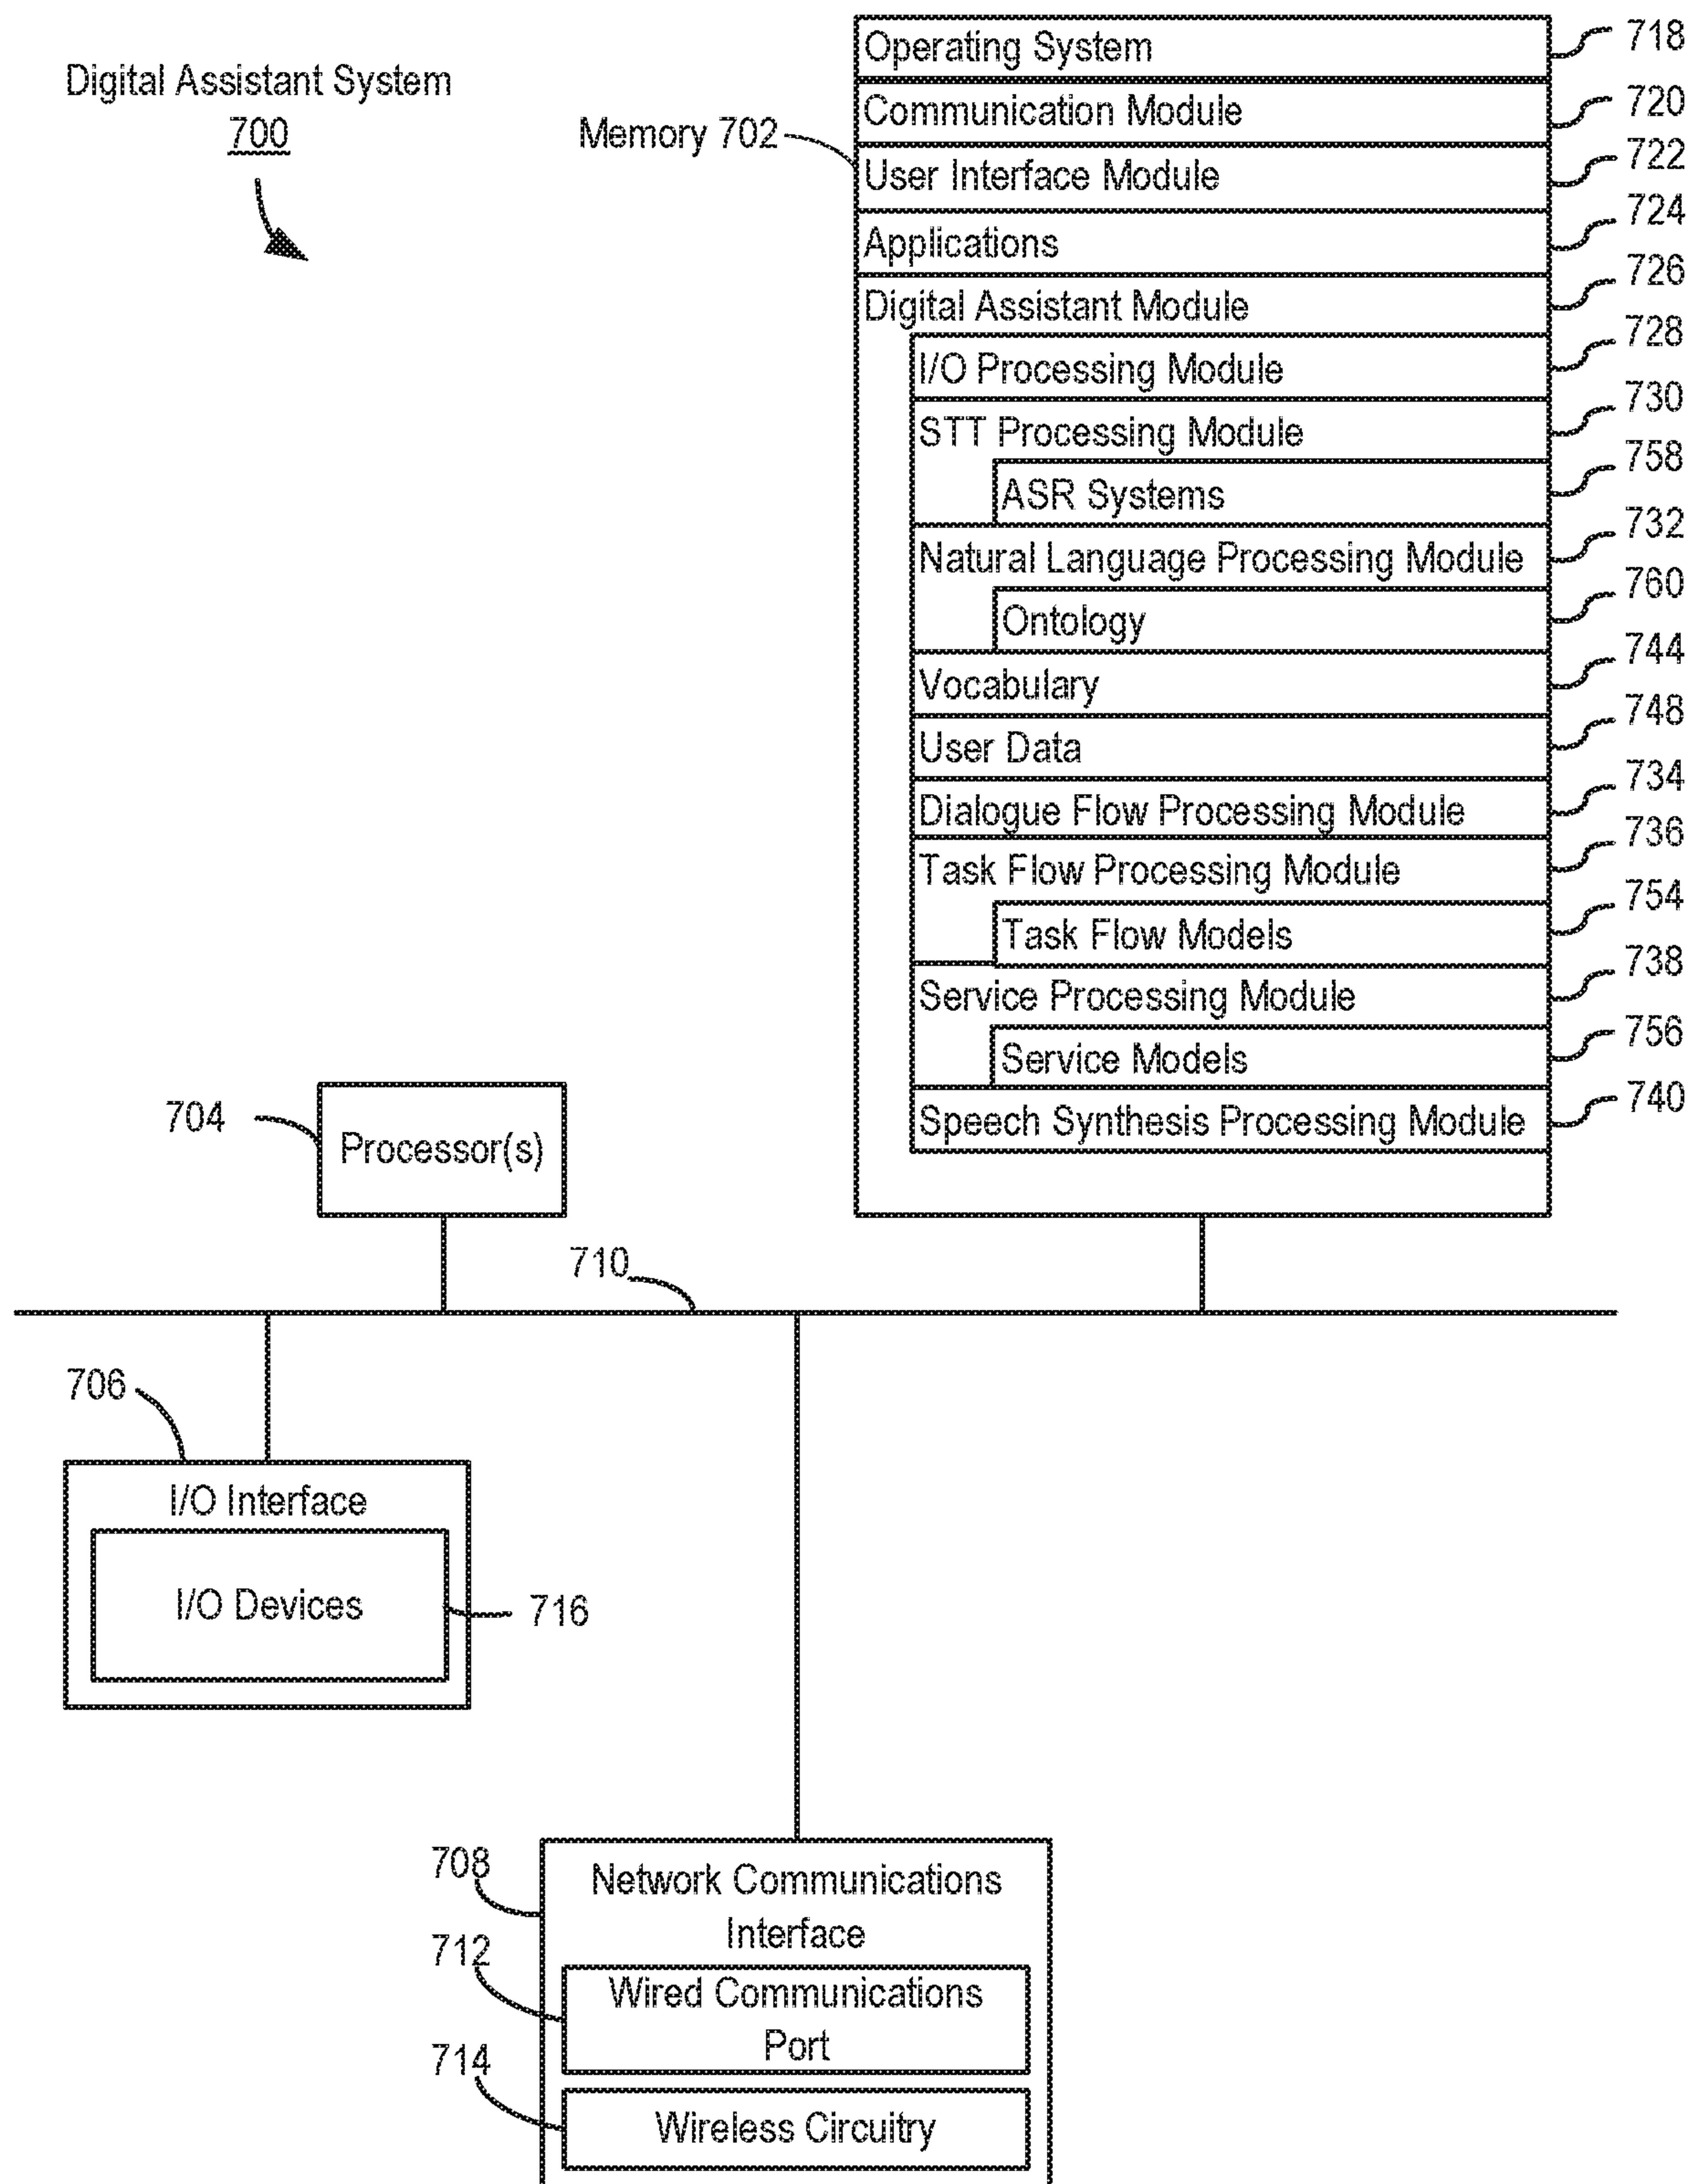 Digital Assistant System
700
Memory 702
Operating System 718
Communication Module 720
User Interface Module 722
Applications 724
Digital Assistant Module 726
I/O Processing Module 728
STT Processing Module 730
ASR Systems 758
Natural Language Processing Module 732
Ontology 760
Vocabulary 744
User Data 748
Dialogue Flow Processing Module 734
Task Flow Processing Module 736
Task Flow Models 754
Service Processing Module 738
Service Models 756
Speech Synthesis Processing Module 740
704
Processor(s)
710
706
I/O Interface
I/O Devices
716
708
Network Communications
Interface
712
Wired Communications
Port
714
Wireless Circuitry